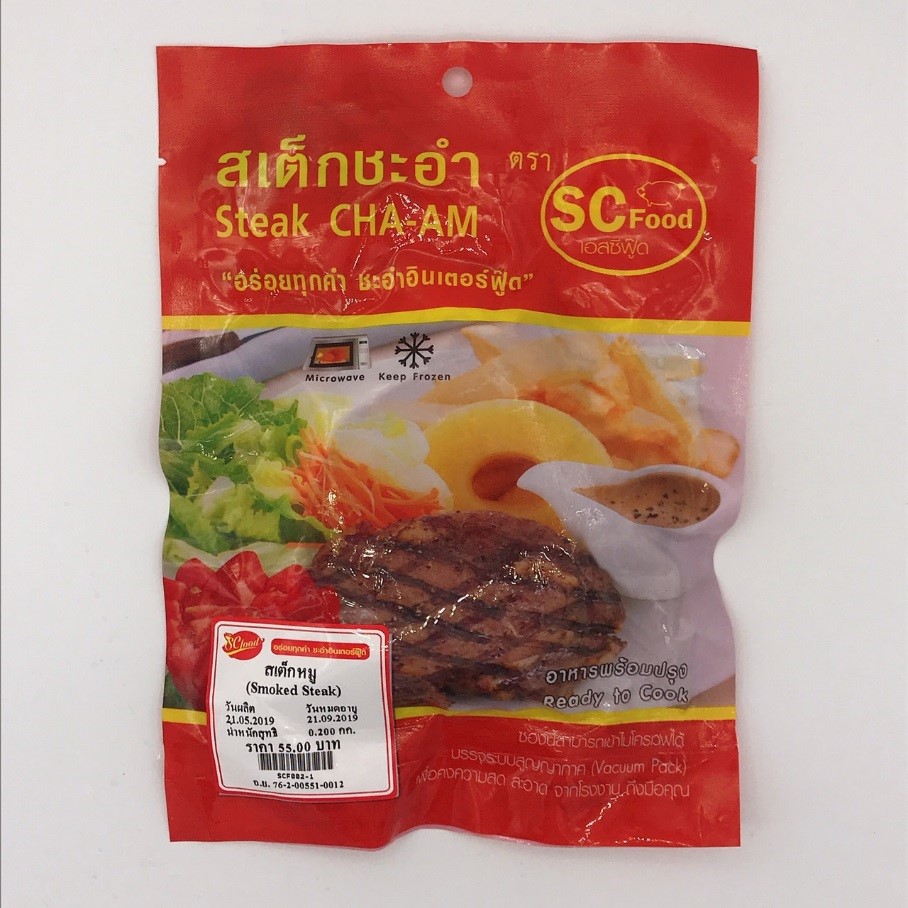 สเต็กชะอำ ตรา
Steak CHA-AM
SC Food
เอสซีฟู้ด
“อร่อยทุกคำ ชะอำอินเตอร์ฟู๊ด”
Microwave Keep Frozen
อาหารพร้อมปรุง
Ready to Cook
SC food อร่อยทุกคำ ชะอำอินเตอร์ฟู๊ด
สเต็กหมู
(Smoked Steak)
วันผลิต วันหมดอายุ
21.05.2019 21.09.2019
น้ำหนักสุทธิ 0.200 กก.
ราคา 55.00 บาท
SCF002-1
อ.ย. 76-2-00551-0012
ซองนี้สามารถเข้าไมโครเวฟได้
บรรจุระบบสูญญากาศ (Vacuum Pack)
เพื่อคงความสด สะอาด จากโรงงาน ถึงมือคุณ